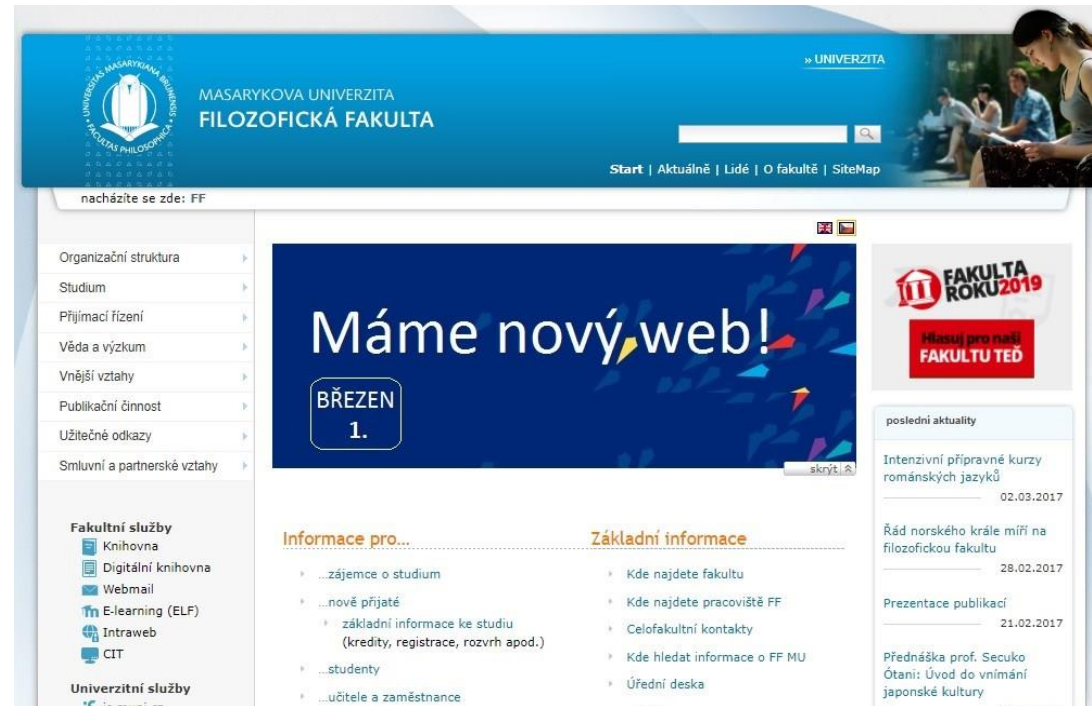 UNIVERSITAS MASARYKIANA BRUNENSIS
FACULTAS PHILOSOPHICA
MASARYKOVA UNIVERZITA
FILOZOFICKÁ FAKULTA
» UNIVERZITA
Start | Aktuálně | Lidé | O fakultě | SiteMap
nacházíte se zde: FF
Organizační struktura
Studium
Přijímací řízení
Věda a výzkum
Vnější vztahy
Publikační činnost
Užitečné odkazy
Smluvní a partnerské vztahy
Fakultní služby
Knihovna
Digitální knihovna
Webmail
E-learning (ELF)
Intraweb
CIT
Univerzitní služby
Máme nový web!
BŘEZEN
1.
skrýt
Informace pro...
...zájemce o studium
...nově přijaté
základní informace ke studiu
(kredity, registrace, rozvrh apod.)
...studenty
...učitele a zaměstnance
Základní informace
Kde najdete fakultu
Kde najdete pracoviště FF
Celofakultní kontakty
Kde hledat informace o FF MU
Úřední deska
FAKULTA
ROKU2019
Hlasuj pro naši
FAKULTU TEĎ
poslední aktuality
Intenzivní přípravné kurzy
románských jazyků
02.03.2017
Řád norského krále míří na
filozofickou fakultu
28.02.2017
Prezentace publikací
21.02.2017
Přednáška prof. Secuko
Ótani: Úvod do vnímání
japonské kultury